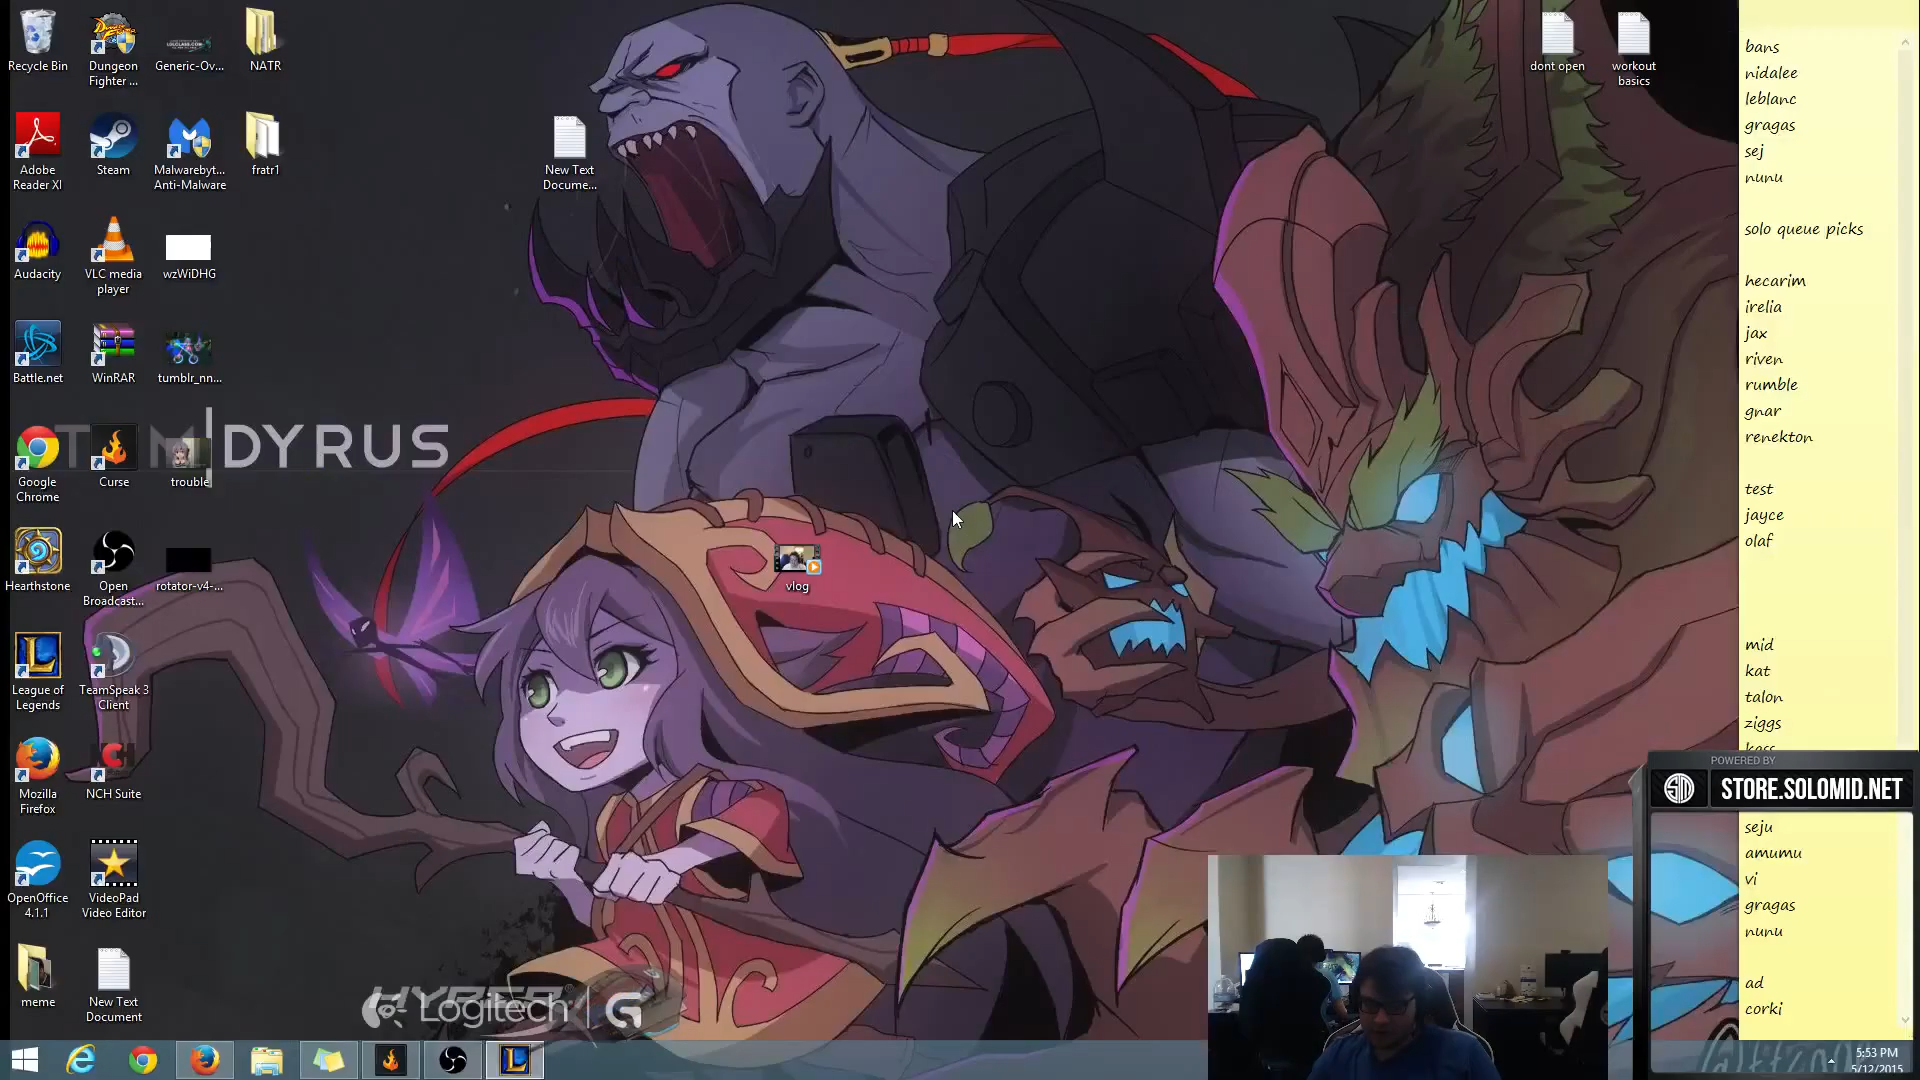 Recycle Bin
Dungeon
Fighter ...
Generic-Ov...
NATR
Adobe
Reader XI
Steam
Malwarebyt...
Anti-Malware
fratr1
New Text
Docume...
dont open
workout
basics
Audacity
VLC media
player
wzWiDHG
Battle.net
WinRAR
tumblr_nn...
DYRUS
Google
Chrome
Curse
trouble
Hearthstone
Open
Broadcast...
rotator-v4-...
vlog
League of
Legends
TeamSpeak 3
Client
Mozilla
Firefox
NCH
NCH Suite
OpenOffice
4.1.1
VideoPad
Video Editor
meme
New Text
Document
Logitech G
bans
nidalee
leblanc
gragas
sej
nunu
solo queue picks
hecarim
irelia
jax
riven
rumble
gnar
renekton
test
jayce
olaf
mid
kat
talon
ziggs
kass
POWERED BY
STORE.SOLOMID.NET
seju
amumu
vi
gragas
nunu
ad
corki
5:53 PM
5/12/2015